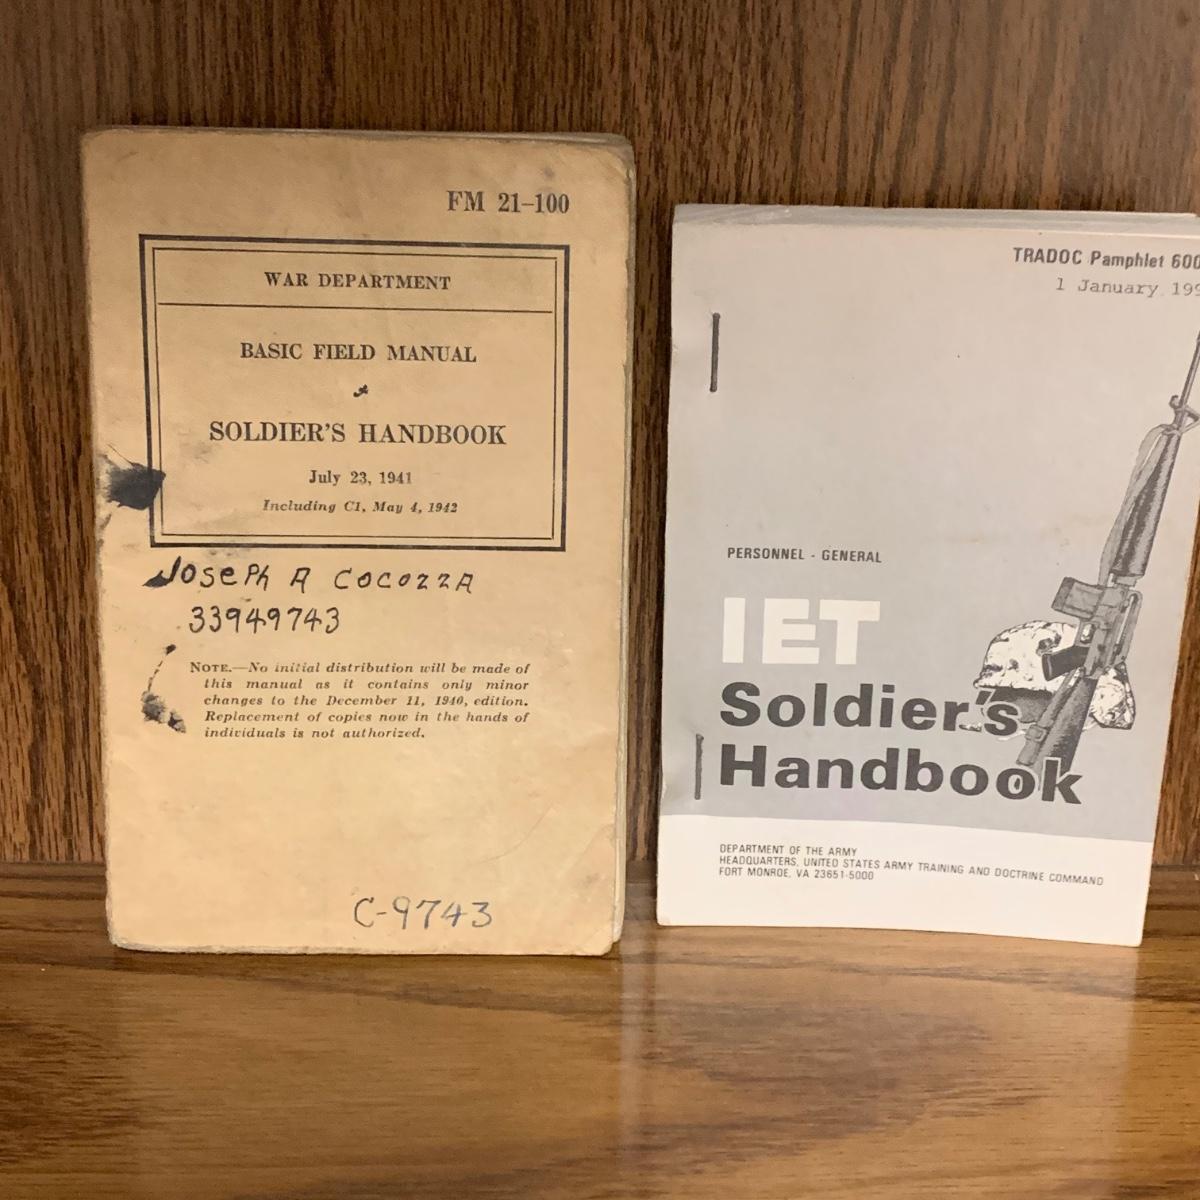 FM 21-100
WAR DEPARTMENT
BASIC FIELD MANUAL
SOLDIER'S HANDBOOK
July 23, 1941
Including C1, May 4, 1942
JOSEPH A COCOZZA
33949743
NOTE.—No initial distribution will be made of
this manual as it contains only minor
changes to the December 11, 1940, edition.
Replacement of copies now in the hands of
individuals is not authorized.
C-9743
TRADOC Pamphlet 600
1 January 199
PERSONNEL - GENERAL
IET
Soldier's
Handbook
DEPARTMENT OF THE ARMY
HEADQUARTERS, UNITED STATES ARMY TRAINING AND DOCTRINE COMMAND
FORT MONROE, VA 23651-5000